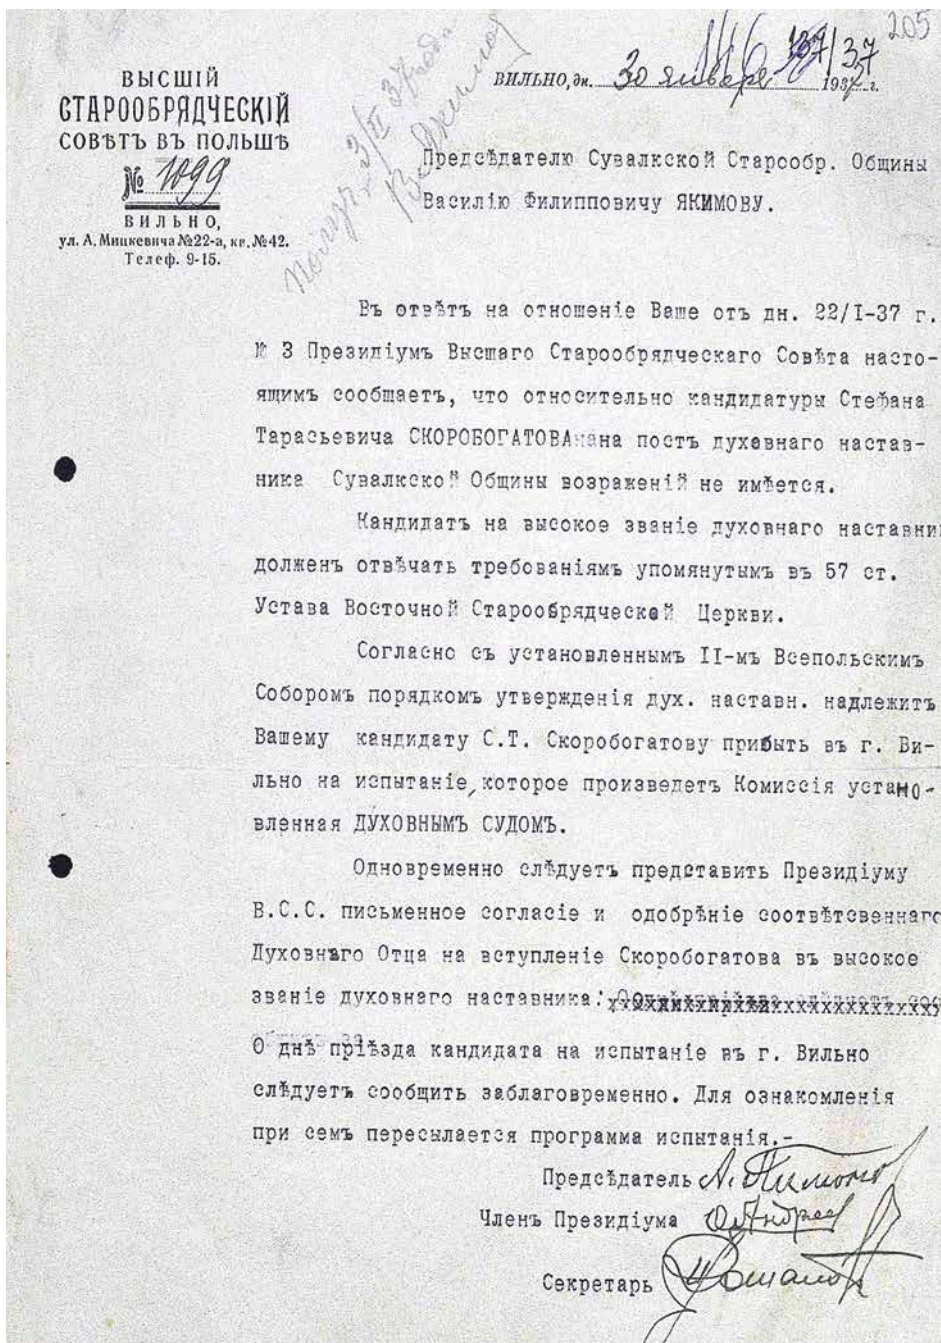 205
137/37
ВЫСШІЙ
СТАРООБРЯДЧЕСКІЙ
СОВѢТЪ ВЪ ПОЛЬШѢ
№ 1099
ВИЛЬНО,
ул. А. Мицкевича №22-а, кв. №42.
Телеф. 9-15.
ВИЛЬНО, дн. 30 января 1937 г.
Предсѣдателю Сувалкской Старообр. Общины
Василію Филипповичу ЯКИМОВУ.
Въ отвѣтъ на отношеніе Ваше отъ дн. 22/I-37 г.
№ 3 Президіумъ Высшаго Старообрядческаго Совѣта насто-
ящимъ сообщаетъ, что относительно кандидатуры Стефана
Тарасьевича СКОРОБОГАТОВА на постъ духовнаго настав-
ника Сувалкской Общины возраженій не имѣется.
Кандидатъ на высокое званіе духовнаго наставни
долженъ отвѣчать требованіямъ упомянутымъ въ 57 ст.
Устава Восточной Старообрядческой Церкви.
Согласно съ установленнымъ II-мъ Всепольскимъ
Соборомъ порядкомъ утвержденія дух. наставн. надлежитъ
Вашему кандидату С.Т. Скоробогатову прибыть въ г. Ви-
льно на испытаніе, которое произведетъ Комиссія устано-
вленная ДУХОВНЫМЪ СУДОМЪ.
Одновременно слѣдуетъ представить Президіуму
В.С.С. письменное согласіе и одобрѣніе соотвѣтсвеннаго
Духовнаго Отца на вступленіе Скоробогатова въ высокое
званіе духовнаго наставника.
О днѣ пріѣзда кандидата на испытаніе въ г. Вильно
слѣдуетъ сообщить заблаговременно. Для ознакомленія
при семъ пересылается программа испытанія.-
Предсѣдатель А. Пимонов
Членъ Президіума Андреев
Секретарь